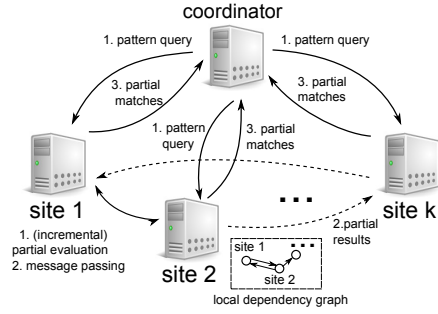 coordinator
1. pattern query
1. pattern query
3. partial
matches
3. partial
matches
1. pattern
query
3. partial
matches
site 1
site k
1. (incremental)
partial evaluation
2. message passing
site 2
2.partial
results
site 1
site 2
local dependency graph